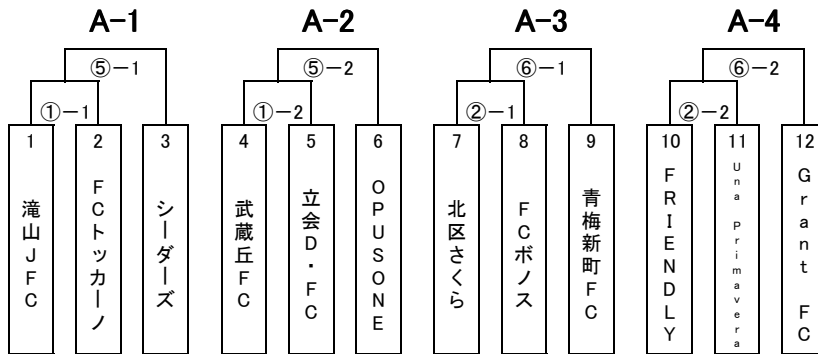 A-1 A-2 A-3 A-4
⑤-1 ⑤-2 ⑥-1 ⑥-2
①-1 ①-2 ②-1 ②-2
1 2 3 4 5 6 7 8 9 10 11 12
滝山JFC
FCトッカーノ
シーダーズ
武蔵丘FC
立会D・FC
OPUSONE
北区さくら
FCボノス
青梅新町FC
FRIENDLY
Una Primavera
Grant FC